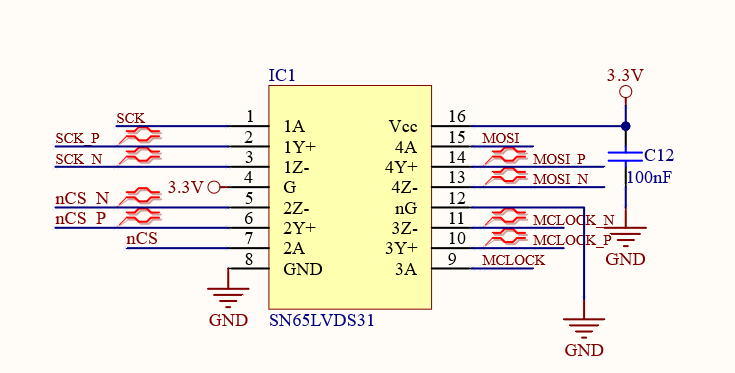 IC1
3.3V
SCK 1 1A Vcc 16
SCK_P 2 1Y+ 4A 15 MOSI
SCK_N 3 1Z- 4Y+ 14 MOSI_P C12
3.3V 4 G 4Z- 13 MOSI_N 100nF
nCS_N 5 2Z- nG 12
nCS_P 6 2Y+ 3Z- 11 MCLOCK_N
nCS 7 2A 3Y+ 10 MCLOCK_P
8 GND 3A 9 MCLOCK GND
GND SN65LVDS31
GND